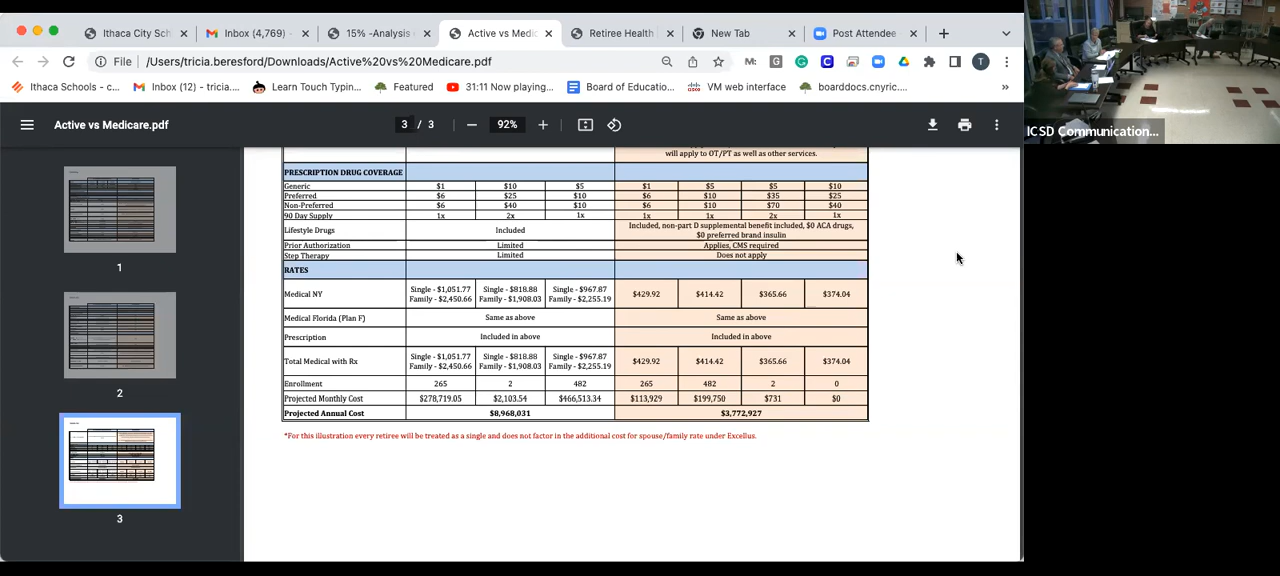 Ithaca City Sch
Inbox (4,769)
15% -Analysis
Active vs Medic
Retiree Health
New Tab
Post Attendee
File | /Users/tricia.beresford/Downloads/Active%20vs%20Medicare.pdf
Ithaca Schools - c...
Inbox (12) - tricia....
Learn Touch Typin...
Featured
31:11 Now playing...
Board of Educatio...
VM web interface
boarddocs.cnyric....
Active vs Medicare.pdf
3 / 3
92%
ICSD Communication...
1
2
3
will apply to OT/PT as well as other services.
PRESCRIPTION DRUG COVERAGE
Generic $1 $10 $5 $1 $5 $5 $10
Preferred $6 $25 $10 $6 $10 $35 $25
Non-Preferred $6 $40 $10 $6 $10 $70 $40
90 Day Supply 1x 2x 1x 1x 1x 2x 1x
Lifestyle Drugs Included Included, non-part D supplemental benefit included, $0 ACA drugs,
$0 preferred brand insulin
Prior Authorization Limited Applies, CMS required
Step Therapy Limited Does not apply
RATES
Medical NY Single - $1,051.77 Single - $818.88 Single - $967.87 $429.92 $414.42 $365.66 $374.04
Family - $2,450.66 Family - $1,908.03 Family - $2,255.19
Medical Florida (Plan F) Same as above Same as above
Prescription Included in above Included in above
Total Medical with Rx Single - $1,051.77 Single - $818.88 Single - $967.87 $429.92 $414.42 $365.66 $374.04
Family - $2,450.66 Family - $1,908.03 Family - $2,255.19
Enrollment 265 2 482 265 482 2 0
Projected Monthly Cost $278,719.05 $2,103.54 $466,513.34 $113,929 $199,750 $731 $0
Projected Annual Cost $8,968,031 $3,772,927
*For this illustration every retiree will be treated as a single and does not factor in the additional cost for spouse/family rate under Excellus.